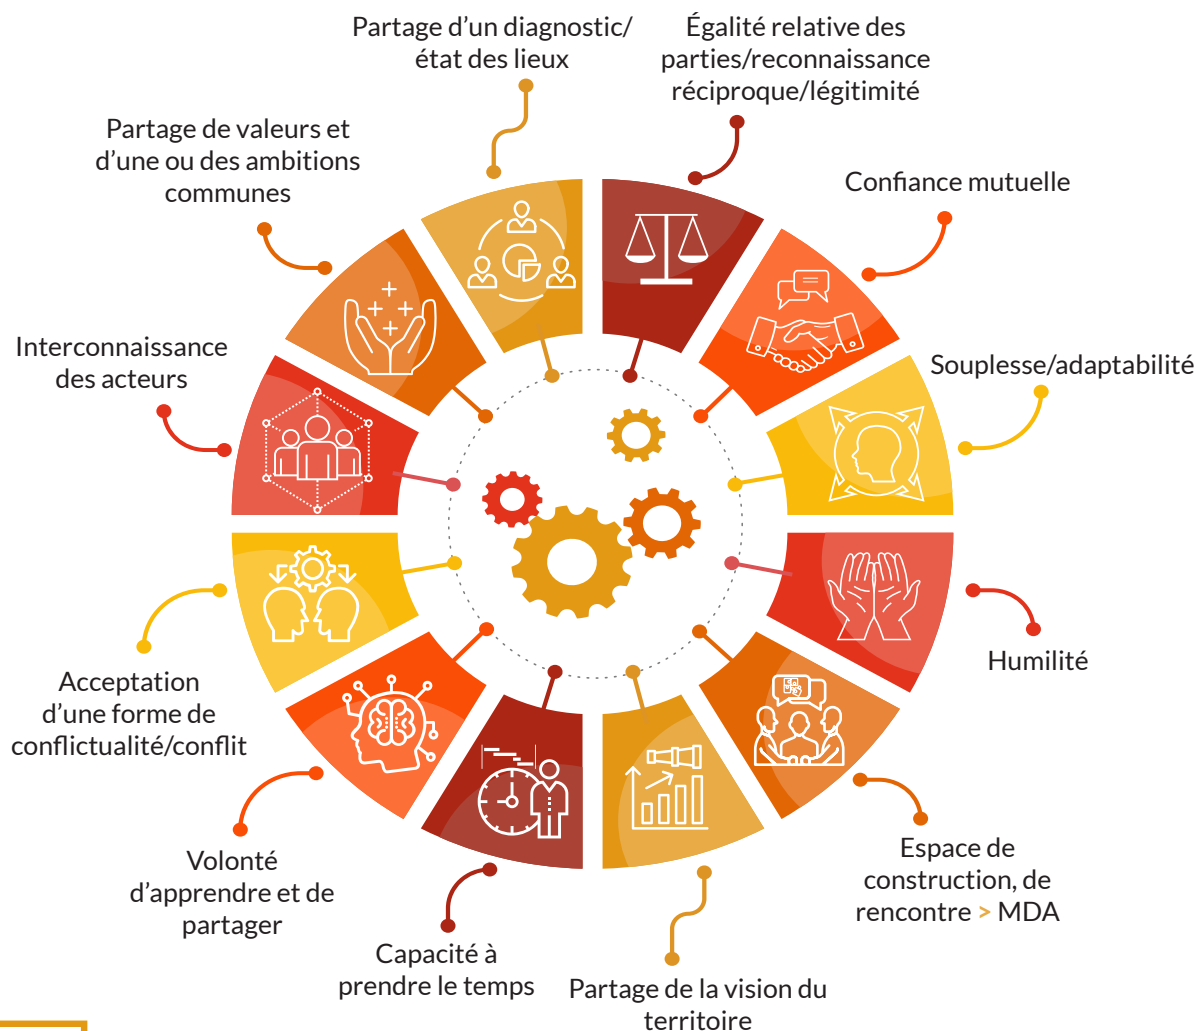 Partage d’un diagnostic/
état des lieux
Égalité relative des
parties/reconnaissance
réciproque/légitimité
Confiance mutuelle
Souplesse/adaptabilité
Humilité
Espace de
construction, de
rencontre > MDA
Partage de la vision du
territoire
Capacité à
prendre le temps
Volonté
d’apprendre et de
partager
Acceptation
d’une forme de
conflictualité/conflit
Interconnaissance
des acteurs
Partage de valeurs et
d’une ou des ambitions
communes